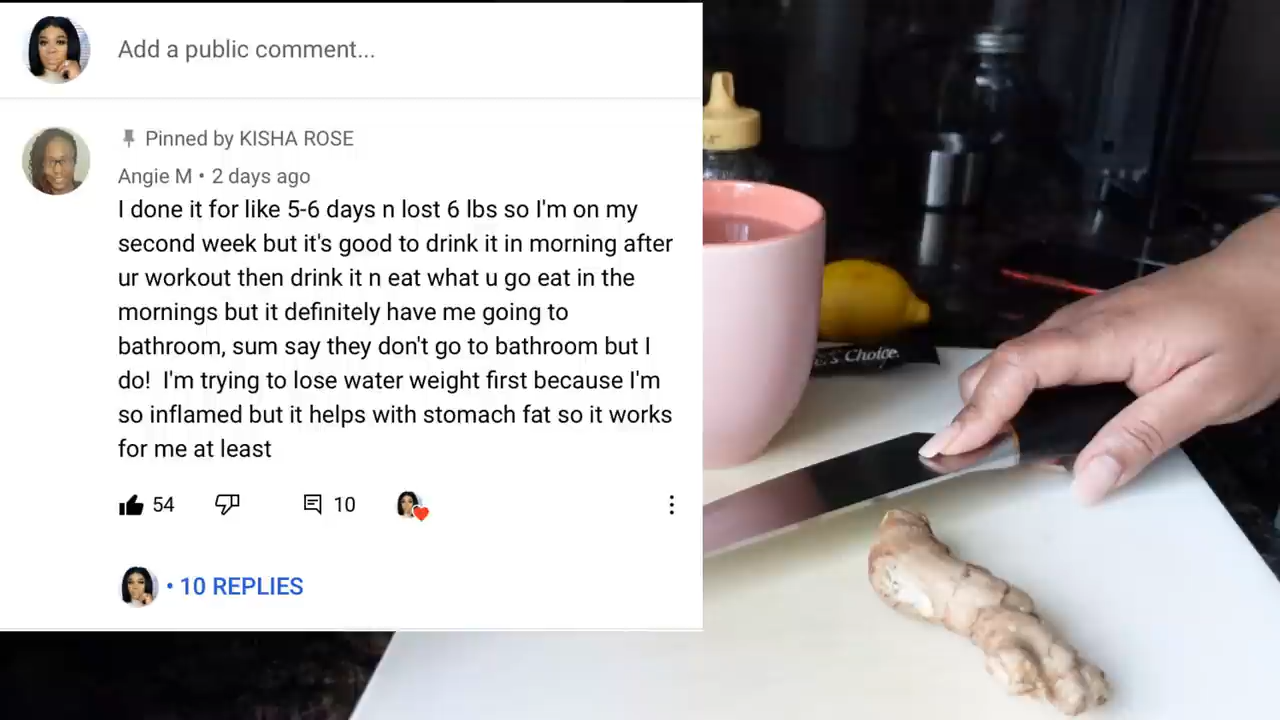 Add a public comment...
Pinned by KISHA ROSE
Angie M • 2 days ago
I done it for like 5-6 days n lost 6 lbs so I'm on my
second week but it's good to drink it in morning after
ur workout then drink it n eat what u go eat in the
mornings but it definitely have me going to
bathroom, sum say they don't go to bathroom but I
do! I'm trying to lose water weight first because I'm
so inflamed but it helps with stomach fat so it works
for me at least
54
10
• 10 REPLIES
Choice.